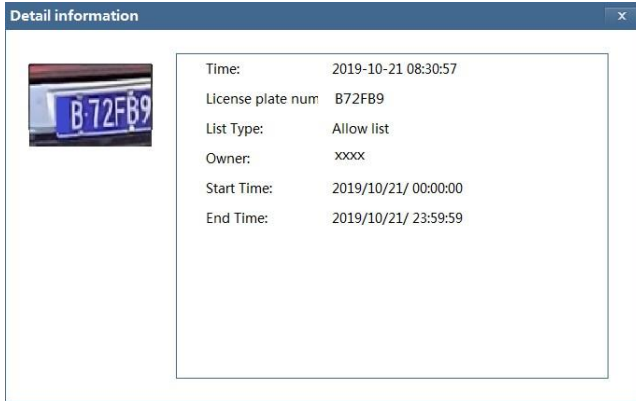 Detail information
x
B·72FB9
Time: 2019-10-21 08:30:57
License plate num B72FB9
List Type: Allow list
Owner: xxxx
Start Time: 2019/10/21/ 00:00:00
End Time: 2019/10/21/ 23:59:59